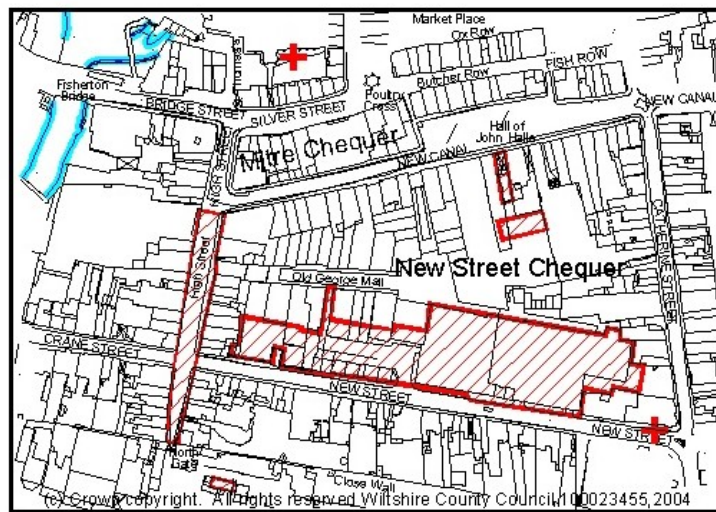 Market Place
Ox Row
Butcher Row
FISH ROW
Fisherton
Bridge
BRIDGE STREET
SILVER STREET
Poultry
Cross
NEW CANAL
Hall of
John Halle
Mitre Chequer
NEW CANAL
HIGH STREET
High Street
CATHERINE STREET
New Street Chequer
Old George Mall
CRANE STREET
NEW STREET
NEW STREET
North
Gate
Close Wall
(c) Crown copyright. All rights reserved Wiltshire County Council 100023455 2004